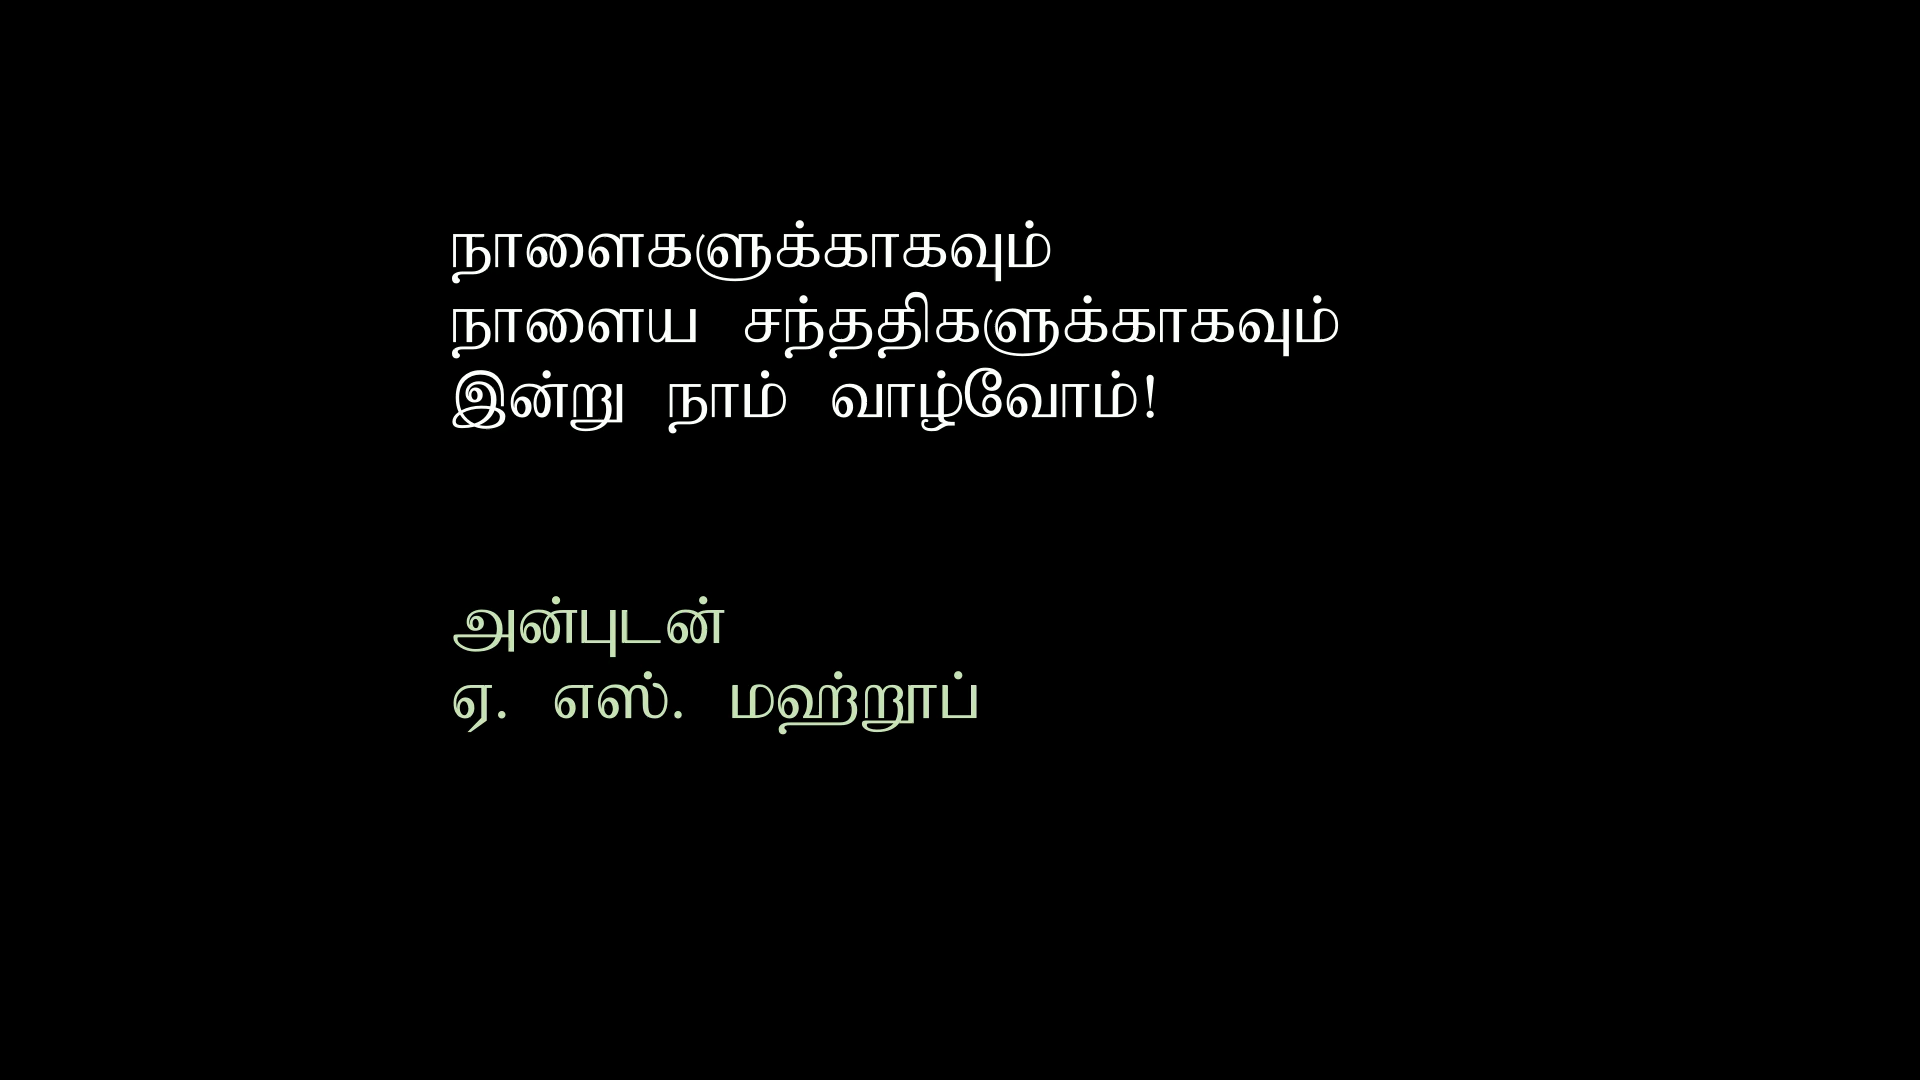 நாளைகளுக்காகவும்
நாளைய சந்ததிகளுக்காகவும்
இன்று நாம் வாழ்வோம்!
அன்புடன்
ஏ. எஸ். மஹ்றூப்